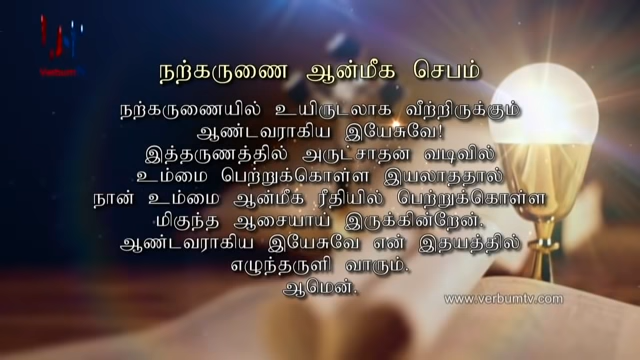 VerbumTV
நற்கருணை ஆன்மீக செபம்
நற்கருணையில் உயிருடலாக வீற்றிருக்கும்
ஆண்டவராகிய இயேசுவே!
இத்தருணத்தில் அருட்சாதன வடிவில்
உம்மை பெற்றுக்கொள்ள இயலாததால்
நான் உம்மை ஆன்மீக ரீதியில் பெற்றுக்கொள்ள
மிகுந்த ஆசையாய் இருக்கின்றேன்.
ஆண்டவராகிய இயேசுவே என் இதயத்தில்
எழுந்தருளி வாரும்.
ஆமென்.
www.verbumtv.com